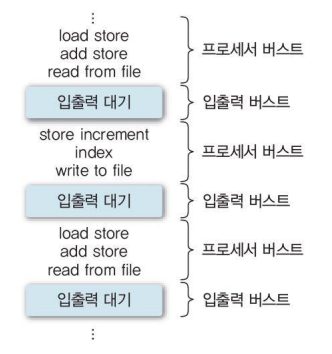 ⋮
load store
add store
read from file
프로세서 버스트
입출력 대기
입출력 버스트
store increment
index
write to file
프로세서 버스트
입출력 대기
입출력 버스트
load store
add store
read from file
프로세서 버스트
입출력 대기
입출력 버스트
⋮